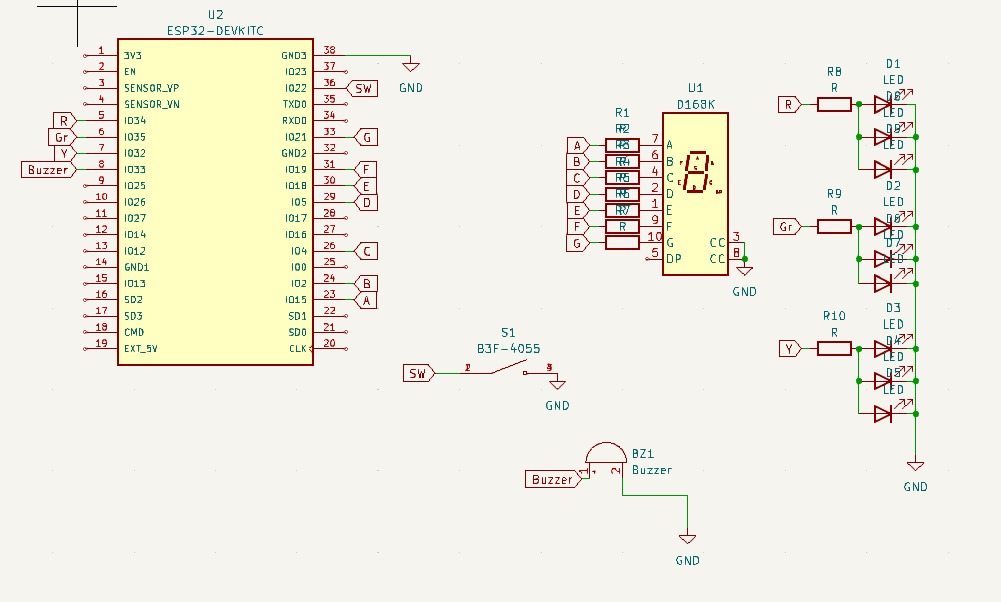 U2
ESP32-DEVKITC
1 3V3 GND3 38
2 EN IO23 37
3 SENSOR_VP IO22 36 SW
4 SENSOR_VN TXD0 35
R 5 IO34 RXD0 34
Gr 6 IO35 IO21 33 G
Y 7 IO32 GND2 32
Buzzer 8 IO33 IO19 31 F
9 IO25 IO18 30 E
10 IO26 IO5 29 D
11 IO27 IO17 28
12 IO14 IO16 27
13 IO12 IO4 26 C
14 GND1 IO0 25
15 IO13 IO2 24 B
16 SD2 IO15 23 A
17 SD3 SD1 22
18 CMD SD0 21
19 EXT_5V CLK 20
GND
U1
D168K
R1
R2
R3
R4
R5
R6
R7
R
A 7 A
B 6 B
C 4 C
D 2 D
E 1 E
F 9 F
G 10 G CC 3
5 DP CC 8
GND
S1
B3F-4055
SW
GND
BZ1
Buzzer
Buzzer 1 + 2
GND
D1
LED
R8
R
R
LED
LED
D2
LED
R9
R
Gr
LED
D7
LED
D3
LED
R10
R
Y
D4
LED
D5
LED
GND